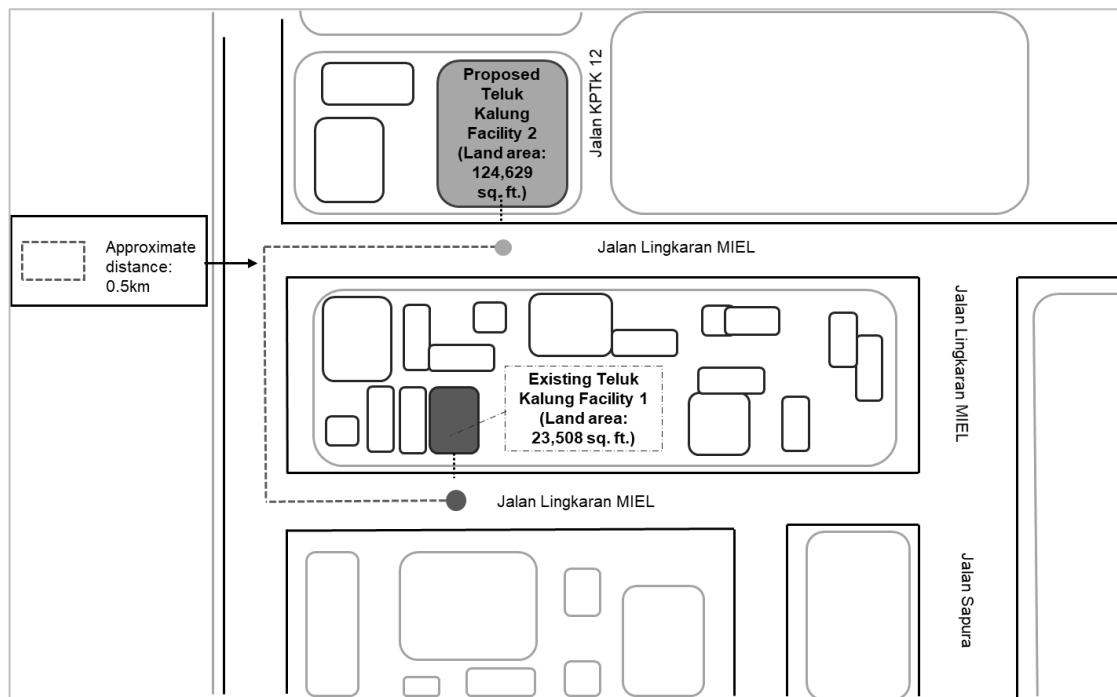 Proposed
Teluk
Kalung
Facility 2
(Land area:
124,629
sq. ft.)
Jalan KPTK 12
Approximate
distance:
0.5km
Jalan Lingkaran MIEL
Jalan Lingkaran MIEL
Existing Teluk
Kalung Facility 1
(Land area:
23,508 sq. ft.)
Jalan Lingkaran MIEL
Jalan Sapura